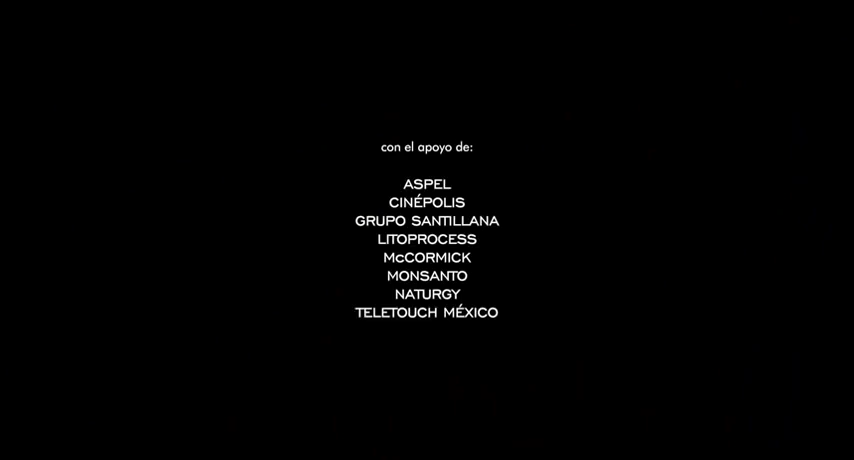 con el apoyo de:
ASPEL
CINÉPOLIS
GRUPO SANTILLANA
LITOPROCESS
McCORMICK
MONSANTO
NATURGY
TELETOUCH MÉXICO